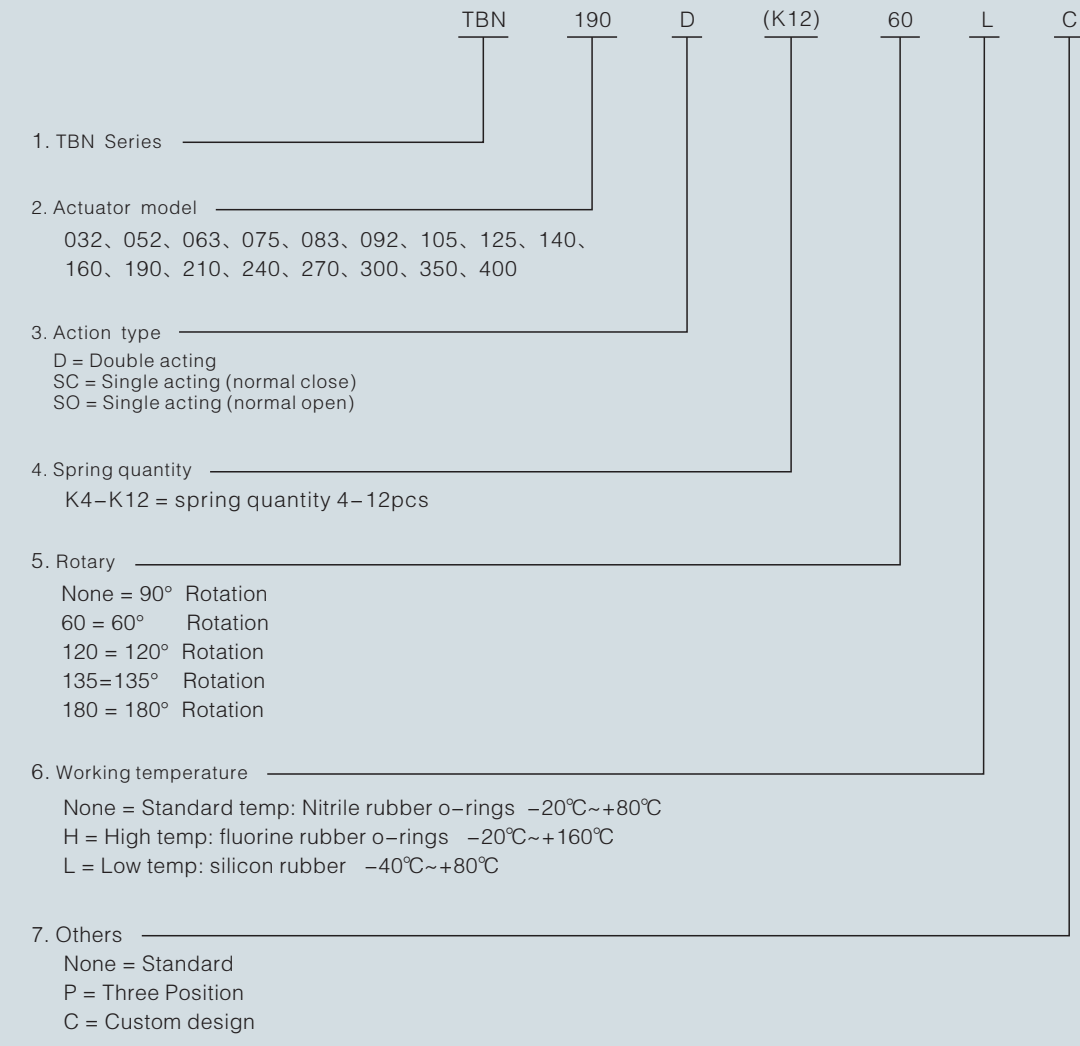 TBN 190 D (K12) 60 L C
1. TBN Series
2. Actuator model
032、052、063、075、083、092、105、125、140、
160、190、210、240、270、300、350、400
3. Action type
D = Double acting
SC = Single acting (normal close)
SO = Single acting (normal open)
4. Spring quantity
K4–K12 = spring quantity 4–12pcs
5. Rotary
None = 90° Rotation
60 = 60° Rotation
120 = 120° Rotation
135=135° Rotation
180 = 180° Rotation
6. Working temperature
None = Standard temp: Nitrile rubber o–rings –20℃~+80℃
H = High temp: fluorine rubber o–rings –20℃~+160℃
L = Low temp: silicon rubber –40℃~+80℃
7. Others
None = Standard
P = Three Position
C = Custom design